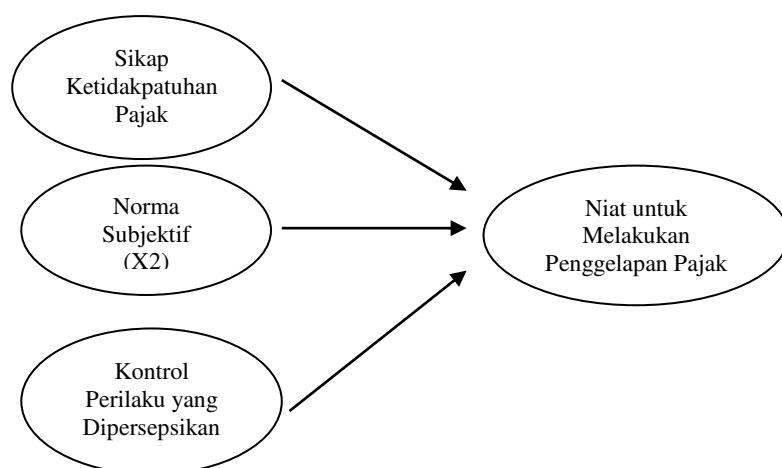 Sikap
Ketidakpatuhan
Pajak
Norma
Subjektif
(X2)
Kontrol
Perilaku yang
Dipersepsikan
Niat untuk
Melakukan
Penggelapan Pajak